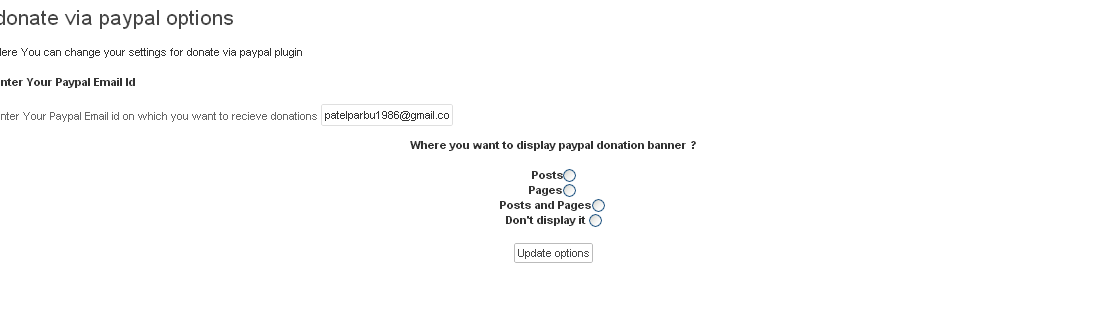 donate via paypal options
Here You can change your settings for donate via paypal plugin
nter Your Paypal Email Id
nter Your Paypal Email id on which you want to recieve donations patelparbu1986@gmail.co
Where you want to display paypal donation banner ?
Posts
Pages
Posts and Pages
Don't display it
Update options